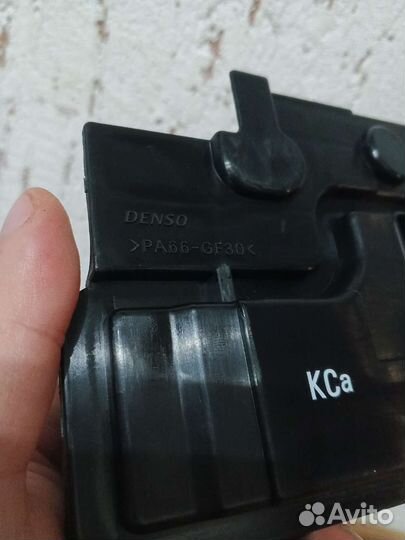 DENSO
>PA66-GF30<
KCa
Avito